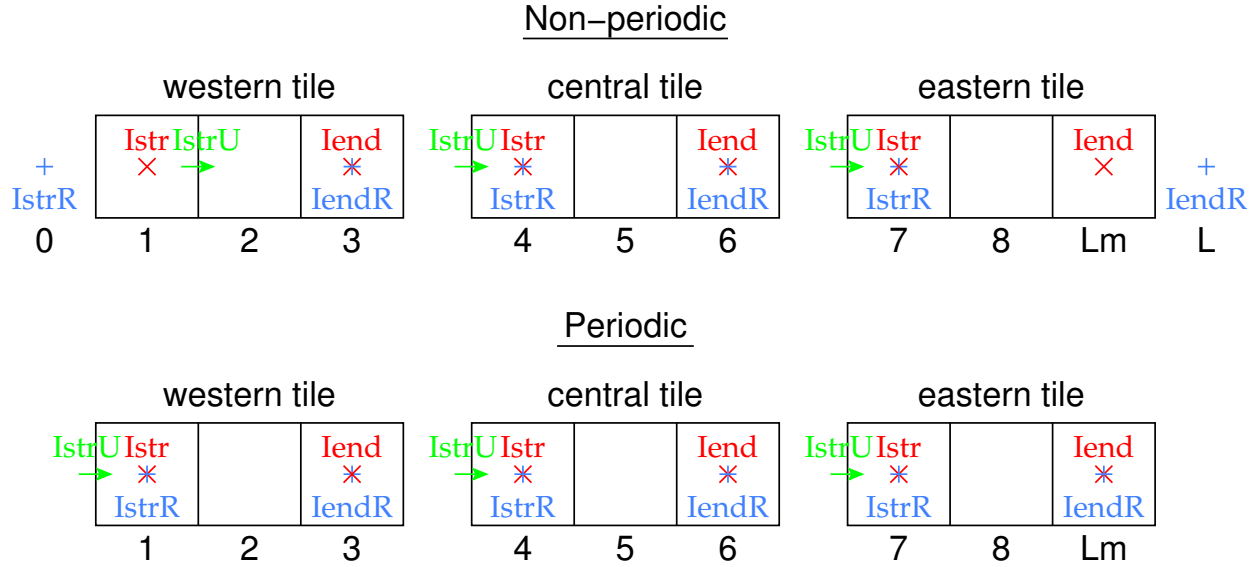 Non−periodic
western tile central tile eastern tile
Istr IstrU Iend IstrU Istr Iend IstrU Istr Iend
IstrR IendR IstrR IendR IstrR IendR
0 1 2 3 4 5 6 7 8 Lm L
Periodic
western tile central tile eastern tile
IstrU Istr Iend IstrU Istr Iend IstrU Istr Iend
IstrR IendR IstrR IendR IstrR IendR
1 2 3 4 5 6 7 8 Lm